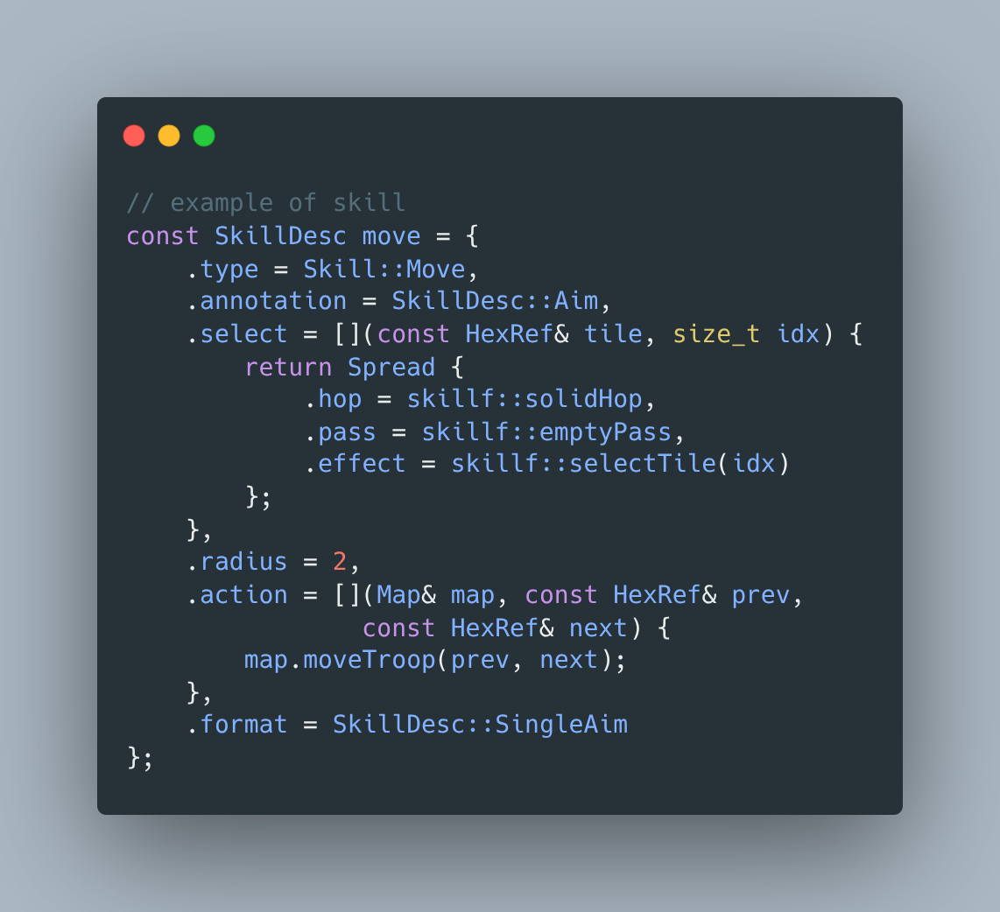 // example of skill
const SkillDesc move = {
    .type = Skill::Move,
    .annotation = SkillDesc::Aim,
    .select = [](const HexRef& tile, size_t idx) {
        return Spread {
            .hop = skillf::solidHop,
            .pass = skillf::emptyPass,
            .effect = skillf::selectTile(idx)
        };
    },
    .radius = 2,
    .action = [](Map& map, const HexRef& prev,
                const HexRef& next) {
        map.moveTroop(prev, next);
    },
    .format = SkillDesc::SingleAim
};